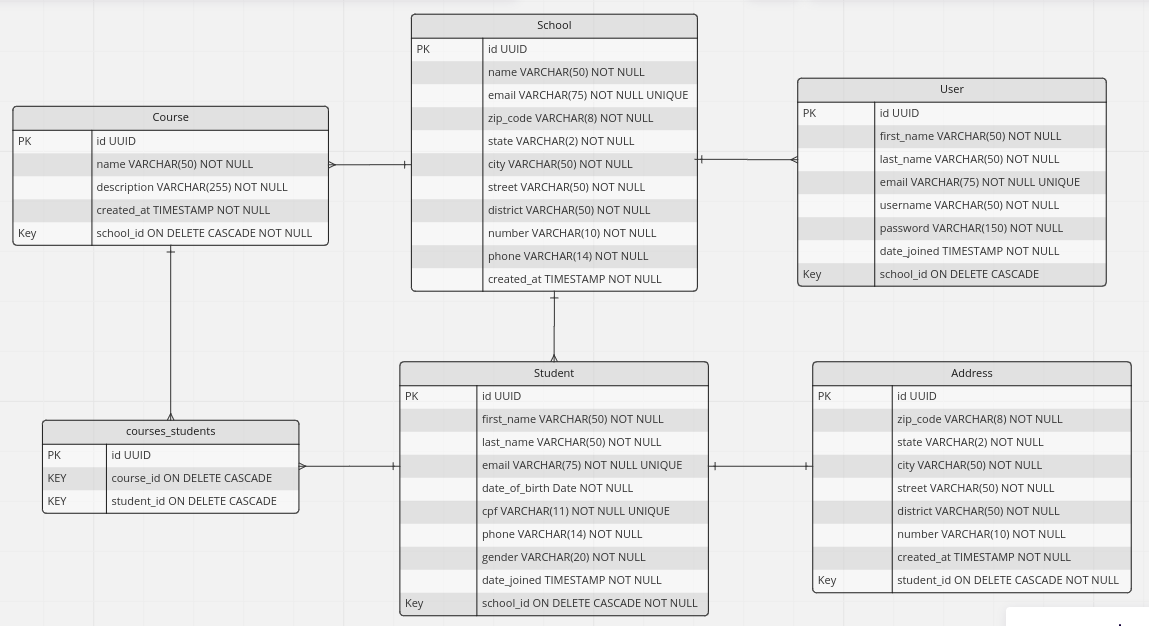 School
PK id UUID
name VARCHAR(50) NOT NULL
email VARCHAR(75) NOT NULL UNIQUE
zip_code VARCHAR(8) NOT NULL
state VARCHAR(2) NOT NULL
city VARCHAR(50) NOT NULL
street VARCHAR(50) NOT NULL
district VARCHAR(50) NOT NULL
number VARCHAR(10) NOT NULL
phone VARCHAR(14) NOT NULL
created_at TIMESTAMP NOT NULL
Course
PK id UUID
name VARCHAR(50) NOT NULL
description VARCHAR(255) NOT NULL
created_at TIMESTAMP NOT NULL
Key school_id ON DELETE CASCADE NOT NULL
User
PK id UUID
first_name VARCHAR(50) NOT NULL
last_name VARCHAR(50) NOT NULL
email VARCHAR(75) NOT NULL UNIQUE
username VARCHAR(50) NOT NULL
password VARCHAR(150) NOT NULL
date_joined TIMESTAMP NOT NULL
Key school_id ON DELETE CASCADE
courses_students
PK id UUID
KEY course_id ON DELETE CASCADE
KEY student_id ON DELETE CASCADE
Student
PK id UUID
first_name VARCHAR(50) NOT NULL
last_name VARCHAR(50) NOT NULL
email VARCHAR(75) NOT NULL UNIQUE
date_of_birth Date NOT NULL
cpf VARCHAR(11) NOT NULL UNIQUE
phone VARCHAR(14) NOT NULL
gender VARCHAR(20) NOT NULL
date_joined TIMESTAMP NOT NULL
Key school_id ON DELETE CASCADE NOT NULL
Address
PK id UUID
zip_code VARCHAR(8) NOT NULL
state VARCHAR(2) NOT NULL
city VARCHAR(50) NOT NULL
street VARCHAR(50) NOT NULL
district VARCHAR(50) NOT NULL
number VARCHAR(10) NOT NULL
created_at TIMESTAMP NOT NULL
Key student_id ON DELETE CASCADE NOT NULL